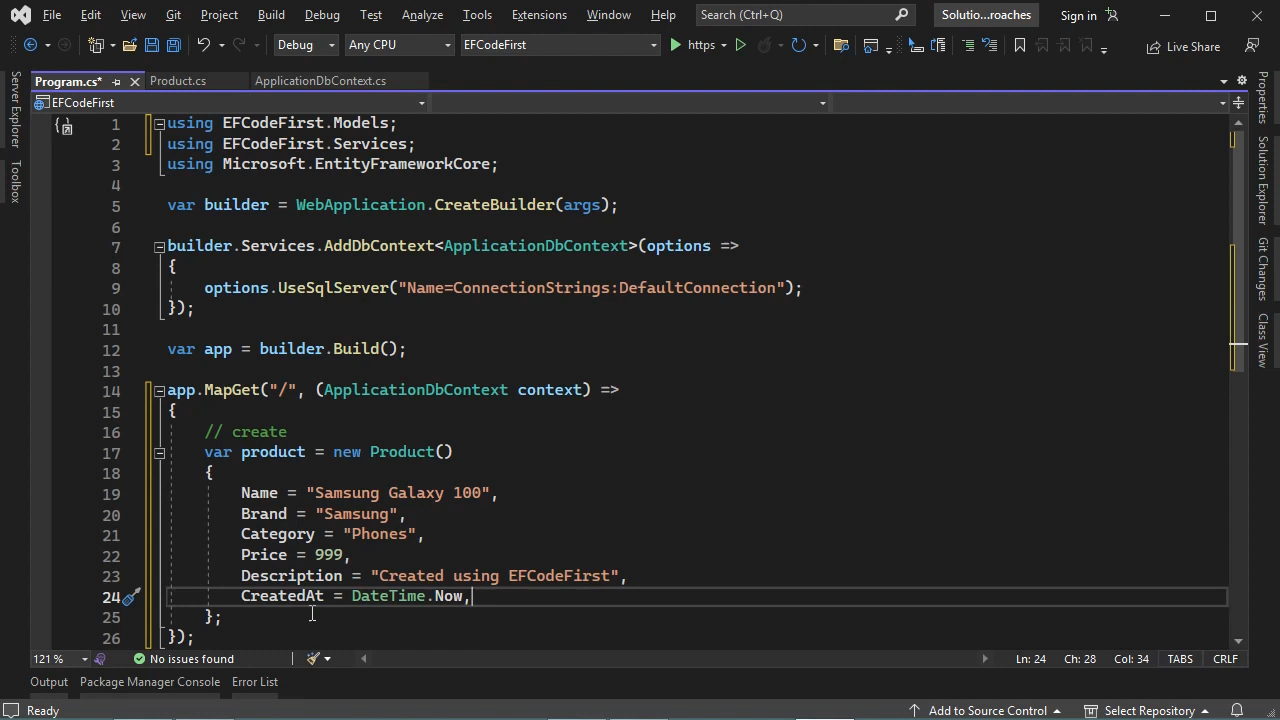 File Edit View Git Project Build Debug Test Analyze Tools Extensions Window Help Search (Ctrl+Q) Solutio...roaches Sign in
Debug Any CPU EFCodeFirst https Live Share
Program.cs* Product.cs ApplicationDbContext.cs
EFCodeFirst
1 using EFCodeFirst.Models;
2 using EFCodeFirst.Services;
3 using Microsoft.EntityFrameworkCore;
4
5 var builder = WebApplication.CreateBuilder(args);
6
7 builder.Services.AddDbContext<ApplicationDbContext>(options =>
8 {
9 options.UseSqlServer("Name=ConnectionStrings:DefaultConnection");
10 });
11
12 var app = builder.Build();
13
14 app.MapGet("/", (ApplicationDbContext context) =>
15 {
16 // create
17 var product = new Product()
18 {
19 Name = "Samsung Galaxy 100",
20 Brand = "Samsung",
21 Category = "Phones",
22 Price = 999,
23 Description = "Created using EFCodeFirst",
24 CreatedAt = DateTime.Now,
25 };
26 });
Server Explorer
Toolbox
Properties
Solution Explorer
Git Changes
Class View
121 % No issues found Ln: 24 Ch: 28 Col: 34 TABS CRLF
Output Package Manager Console Error List
Ready Add to Source Control Select Repository